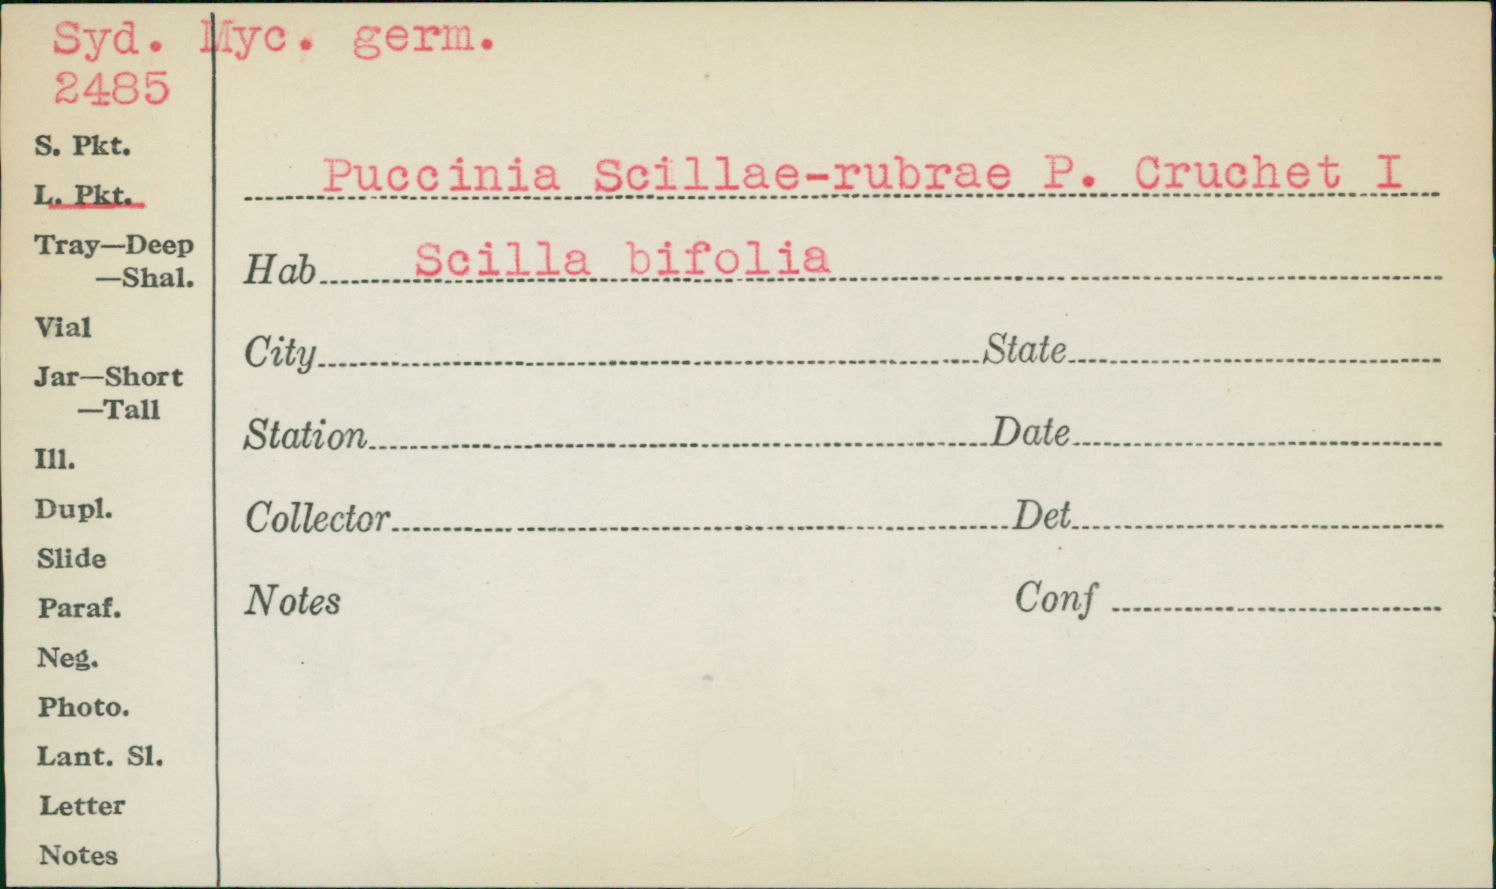 Syd. Myc. germ.
2485
S. Pkt.
L. Pkt.
Tray—Deep
—Shal.
Vial
Jar—Short
—Tall
Ill.
Dupl.
Slide
Paraf.
Neg.
Photo.
Lant. Sl.
Letter
Notes
Puccinia Scillae-rubrae P. Cruchet I
Hab Scilla bifolia
City State
Station Date
Collector Det
Notes Conf